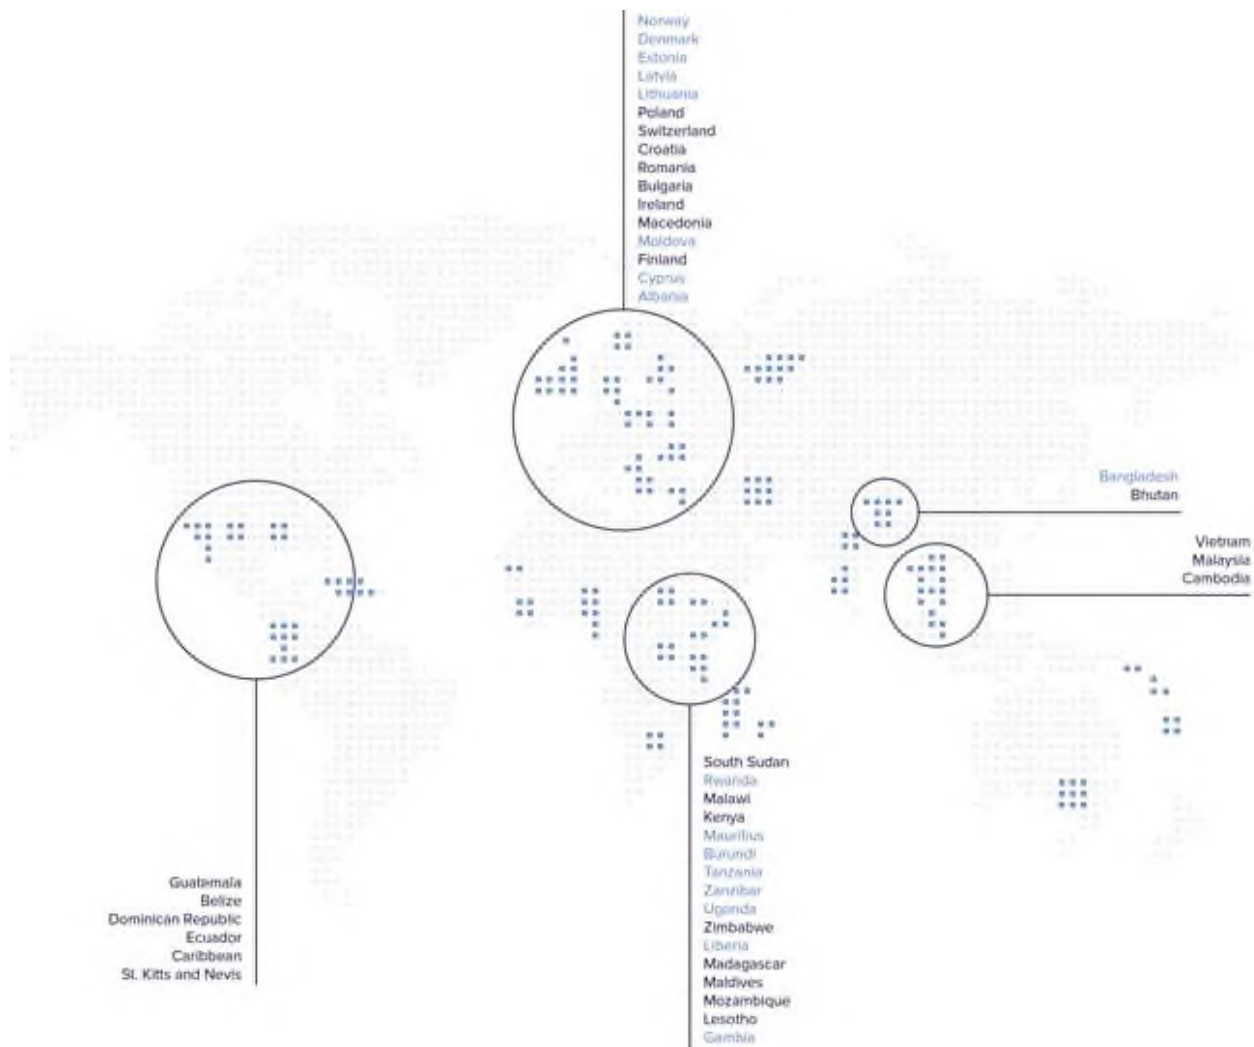 Norway
Denmark
Estonia
Latvia
Lithuania
Poland
Switzerland
Croatia
Romania
Bulgaria
Ireland
Macedonia
Moldova
Finland
Cyprus
Albania
Bangladesh
Bhutan
Vietnam
Malaysia
Cambodia
South Sudan
Rwanda
Malawi
Kenya
Mauritius
Burundi
Tanzania
Zanzibar
Uganda
Zimbabwe
Liberia
Madagascar
Maldives
Mozambique
Lesotho
Gambia
Guatemala
Belize
Dominican Republic
Ecuador
Caribbean
St. Kitts and Nevis